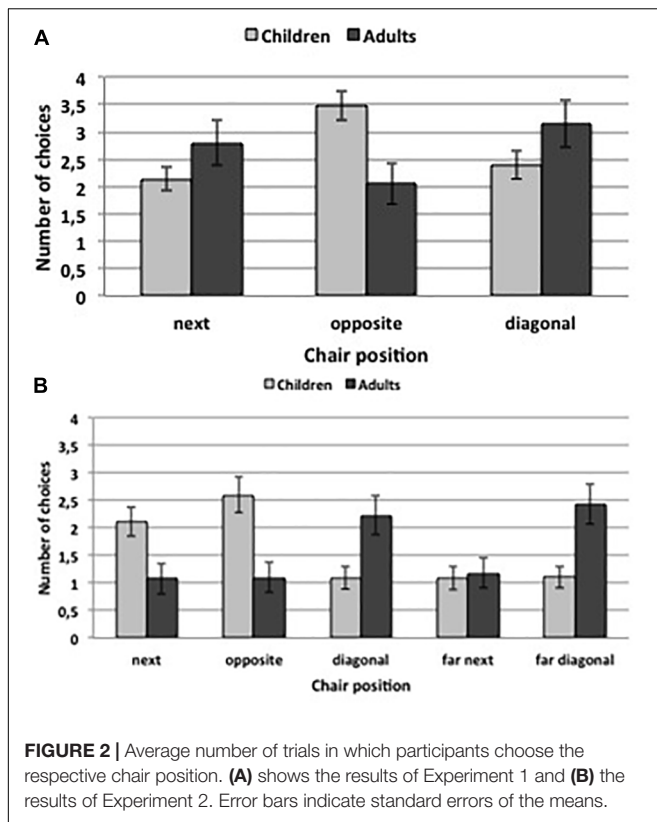 A
Children Adults
Number of choices
4
3,5
3
2,5
2
1,5
1
0,5
0
next opposite diagonal
Chair position
B
Children Adults
Number of choices
4
3,5
3
2,5
2
1,5
1
0,5
0
next opposite diagonal far next far diagonal
Chair position
FIGURE 2 | Average number of trials in which participants choose the
respective chair position. (A) shows the results of Experiment 1 and (B) the
results of Experiment 2. Error bars indicate standard errors of the means.